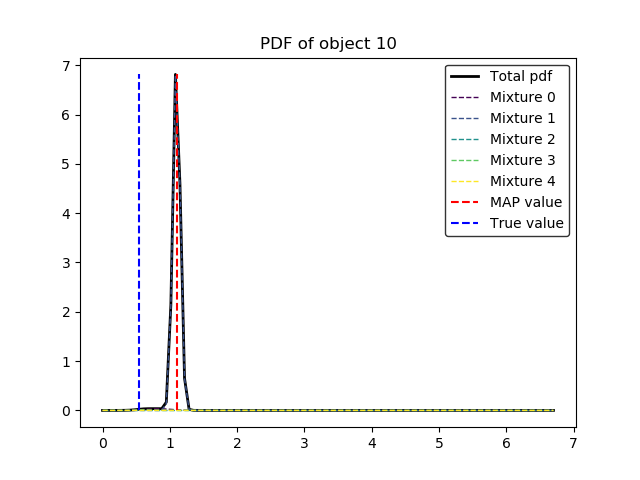 PDF of object 10
Total pdf
Mixture 0
Mixture 1
Mixture 2
Mixture 3
Mixture 4
MAP value
True value
7
6
5
4
3
2
1
0
0 1 2 3 4 5 6 7